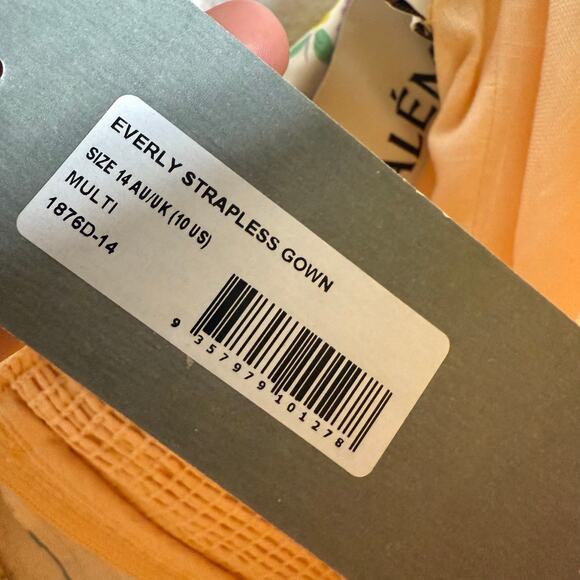 EVERLY STRAPLESS GOWN
SIZE 14 AU/UK (10 US)
MULTI
1876D-14
9 357979 101278